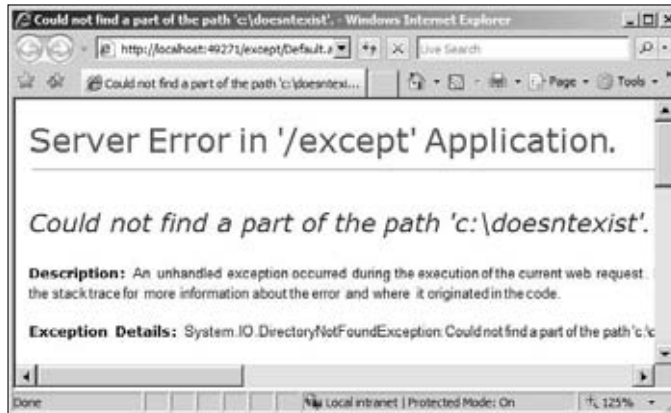 Could not find a part of the path 'c:\doesntexist'. - Windows Internet Explorer
http://localhost:49271/except/Default.a
Live Search
Could not find a part of the path 'c:\doesntexi...
Page
Tools
Server Error in '/except' Application.
Could not find a part of the path 'c:\doesntexist'.
Description: An unhandled exception occurred during the execution of the current web request.
the stack trace for more information about the error and where it originated in the code.
Exception Details: System.IO.DirectoryNotFoundException: Could not find a part of the path 'c:\
Done
Local intranet | Protected Mode: On
125%